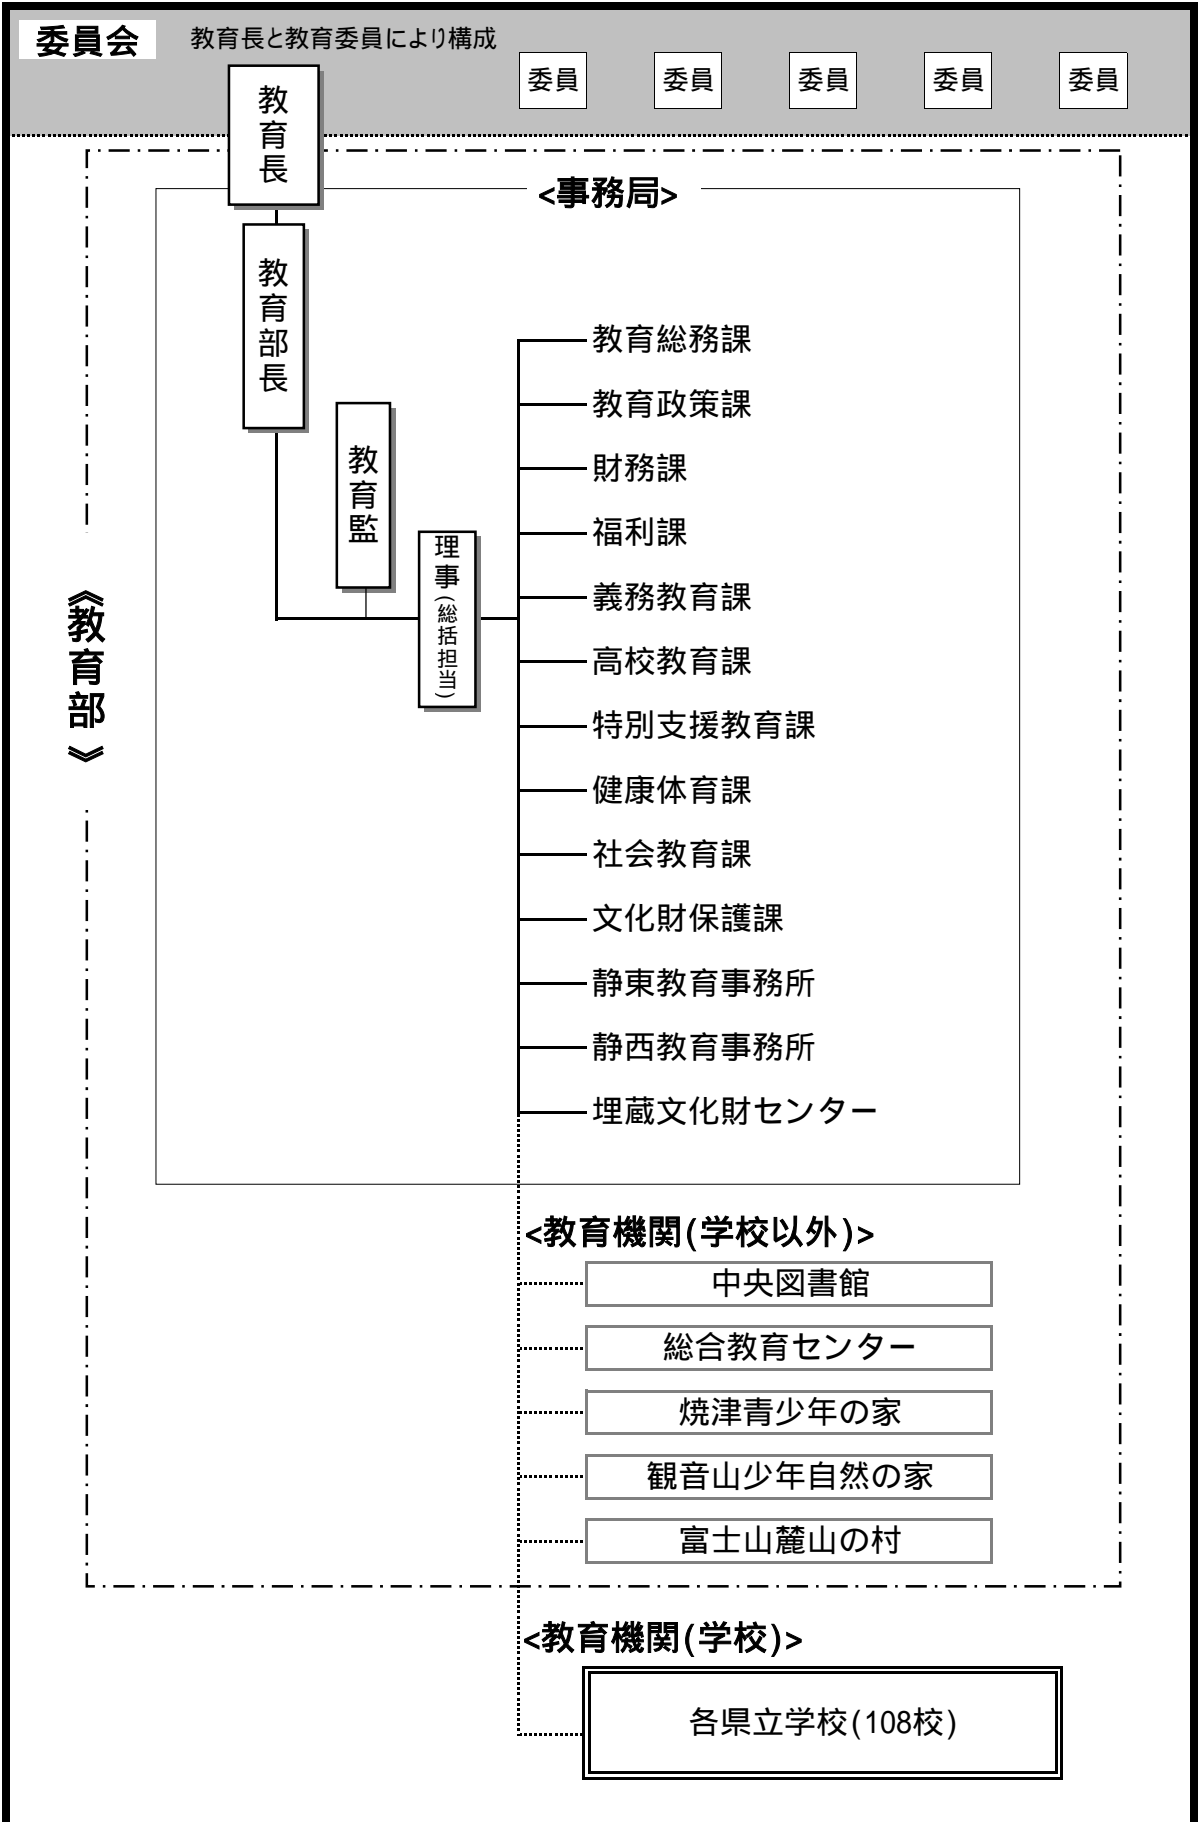 委員会
教育長と教育委員により構成
委員
委員
委員
委員
委員
教育長
<事務局>
教育部長
教育監
理事(総括担当)
《教育部》
教育総務課
教育政策課
財務課
福利課
義務教育課
高校教育課
特別支援教育課
健康体育課
社会教育課
文化財保護課
静東教育事務所
静西教育事務所
埋蔵文化財センター
<教育機関(学校以外)>
中央図書館
総合教育センター
焼津青少年の家
観音山少年自然の家
富士山麓山の村
<教育機関(学校)>
各県立学校(108校)